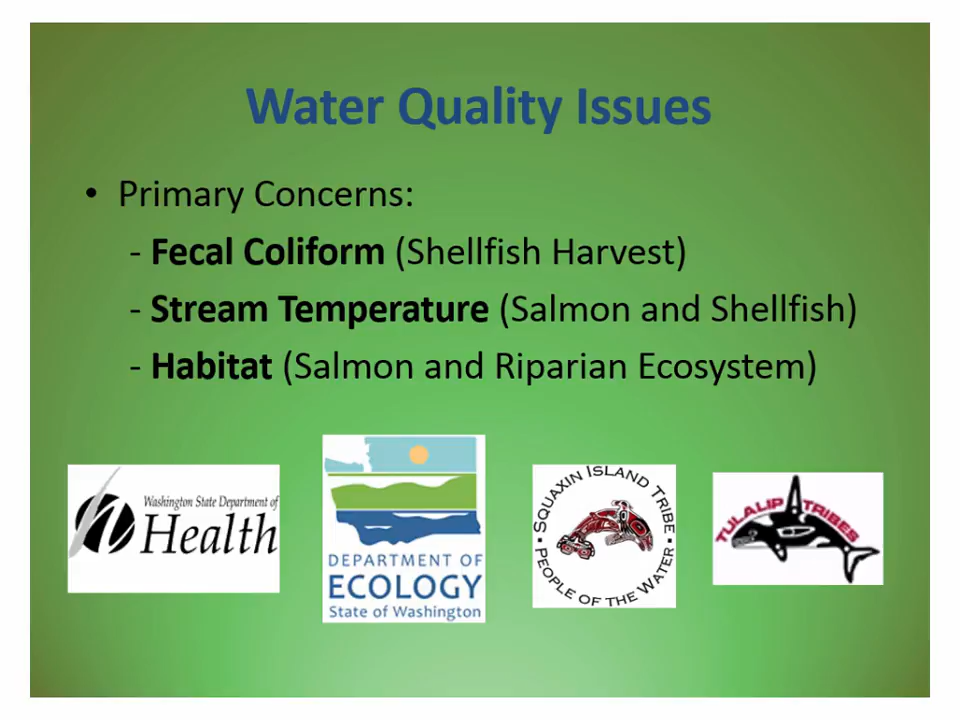 Water Quality Issues
• Primary Concerns:
- Fecal Coliform (Shellfish Harvest)
- Stream Temperature (Salmon and Shellfish)
- Habitat (Salmon and Riparian Ecosystem)
Washington State Department of
Health
DEPARTMENT OF
ECOLOGY
State of Washington
SQUAXIN ISLAND TRIBE
PEOPLE OF THE WATER
TULALIP TRIBES